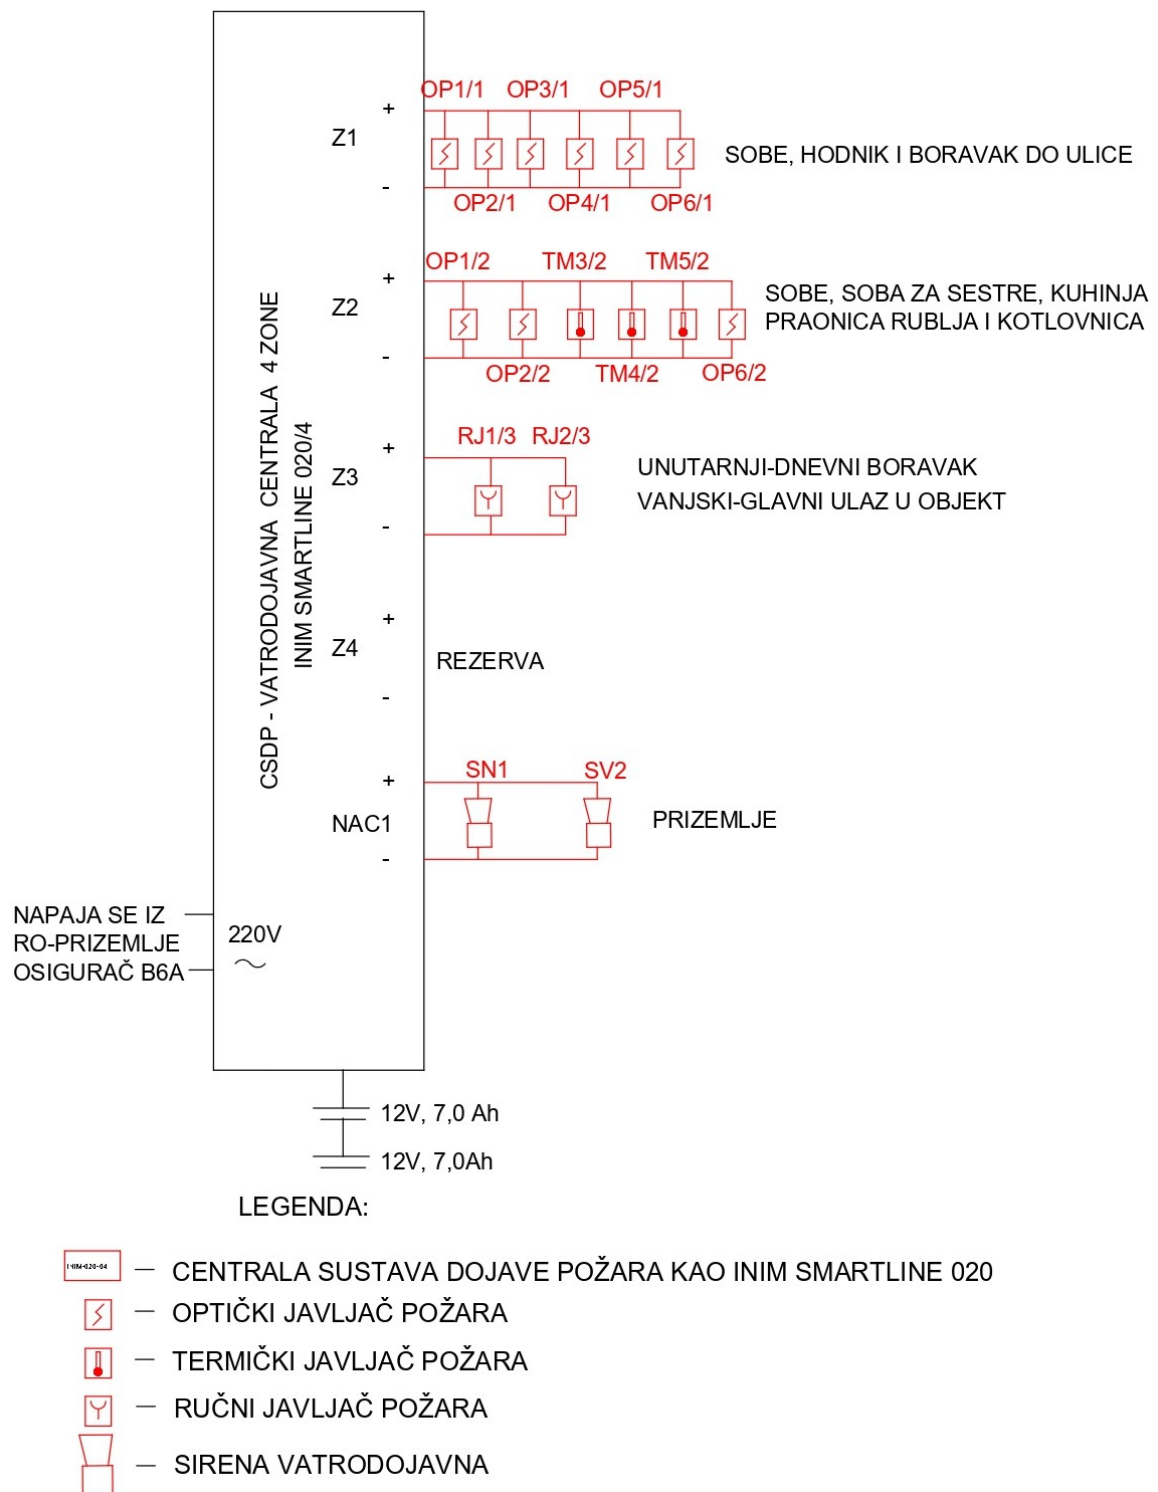 OP1/1 OP3/1 OP5/1
+
Z1
-
SOBE, HODNIK I BORAVAK DO ULICE
OP2/1 OP4/1 OP6/1
OP1/2 TM3/2 TM5/2
+
Z2
-
SOBE, SOBA ZA SESTRE, KUHINJA
PRAONICA RUBLJA I KOTLOVNICA
OP2/2 TM4/2 OP6/2
CSDP - VATRODOJAVNA CENTRALA 4 ZONE
INIM SMARTLINE 020/4
RJ1/3 RJ2/3
+
Z3
-
UNUTARNJI-DNEVNI BORAVAK
VANJSKI-GLAVNI ULAZ U OBJEKT
+
Z4
-
REZERVA
SN1 SV2
+
NAC1
-
PRIZEMLJE
NAPAJA SE IZ
RO-PRIZEMLJE
OSIGURAČ B6A
220V
12V, 7,0 Ah
12V, 7,0Ah
LEGENDA:
— CENTRALA SUSTAVA DOJAVE POŽARA KAO INIM SMARTLINE 020
— OPTIČKI JAVLJAČ POŽARA
— TERMIČKI JAVLJAČ POŽARA
— RUČNI JAVLJAČ POŽARA
— SIRENA VATRODOJAVNA